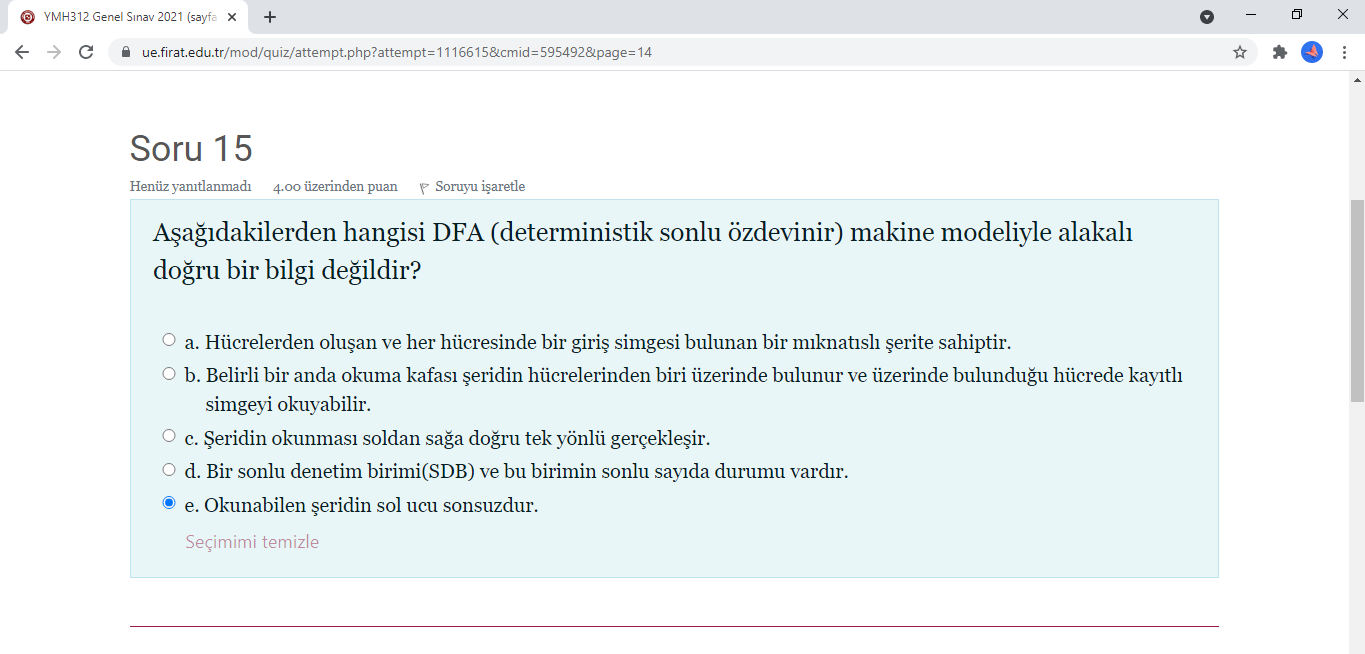 YMH312 Genel Sınav 2021 (sayfa
ue.firat.edu.tr/mod/quiz/attempt.php?attempt=1116615&cmid=595492&page=14
Soru 15
Henüz yanıtlanmadı 4.00 üzerinden puan Soruyu işaretle
Aşağıdakilerden hangisi DFA (deterministik sonlu özdevinir) makine modeliyle alakalı
doğru bir bilgi değildir?
a. Hücrelerden oluşan ve her hücresinde bir giriş simgesi bulunan bir mıknatıslı şerite sahiptir.
b. Belirli bir anda okuma kafası şeridin hücrelerinden biri üzerinde bulunur ve üzerinde bulunduğu hücrede kayıtlı
simgeyi okuyabilir.
c. Şeridin okunması soldan sağa doğru tek yönlü gerçekleşir.
d. Bir sonlu denetim birimi(SDB) ve bu birimin sonlu sayıda durumu vardır.
e. Okunabilen şeridin sol ucu sonsuzdur.
Seçimimi temizle